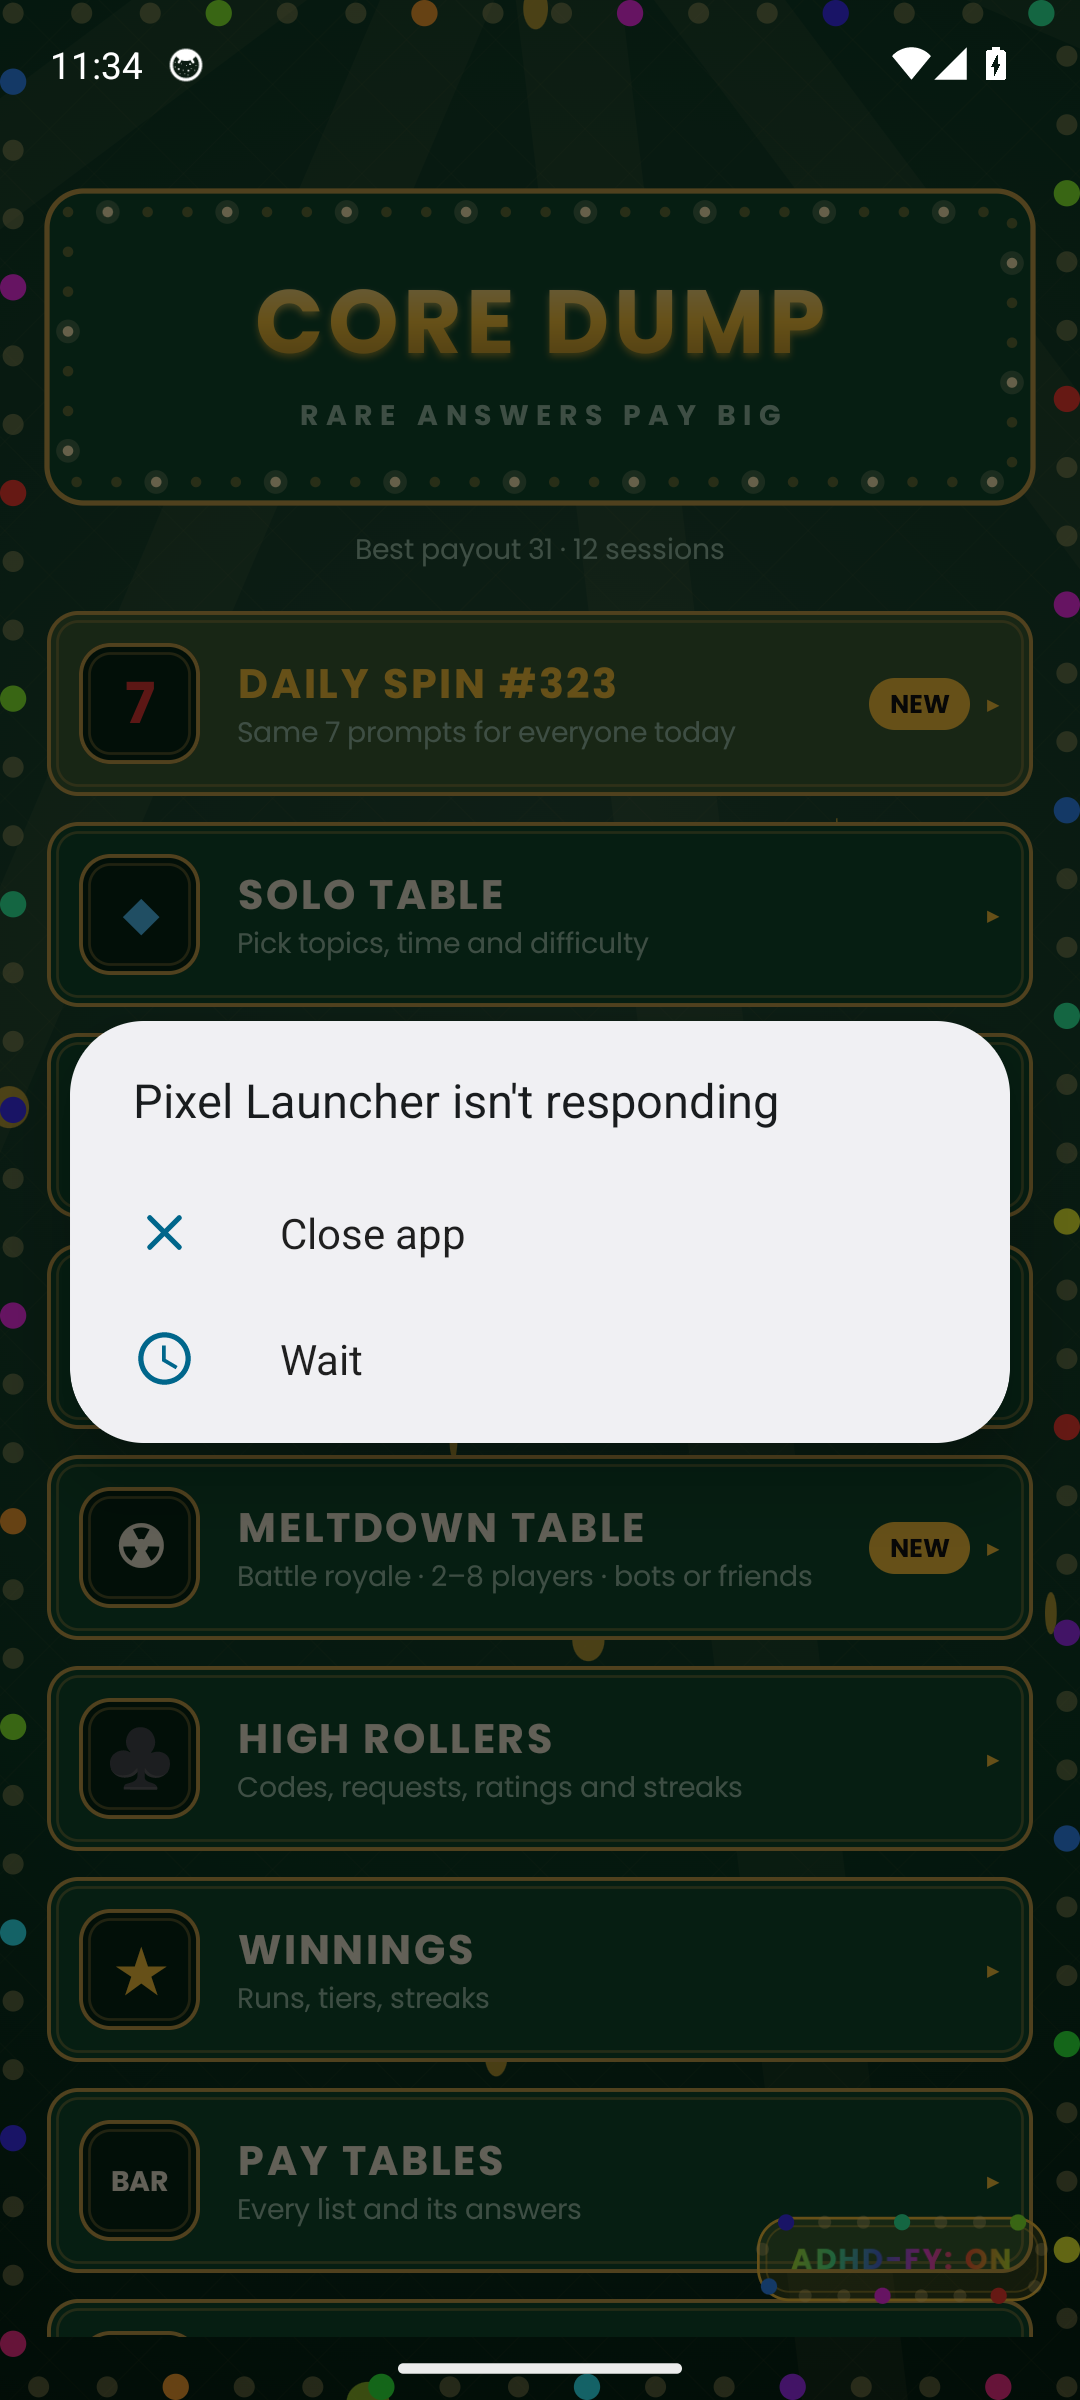 11:34
CORE DUMP
RARE ANSWERS PAY BIG
Best payout 31 · 12 sessions
7
DAILY SPIN #323
Same 7 prompts for everyone today
NEW
SOLO TABLE
Pick topics, time and difficulty
Pixel Launcher isn't responding
Close app
Wait
MELTDOWN TABLE
Battle royale · 2–8 players · bots or friends
NEW
HIGH ROLLERS
Codes, requests, ratings and streaks
WINNINGS
Runs, tiers, streaks
BAR
PAY TABLES
Every list and its answers
ADHD-FY: ON